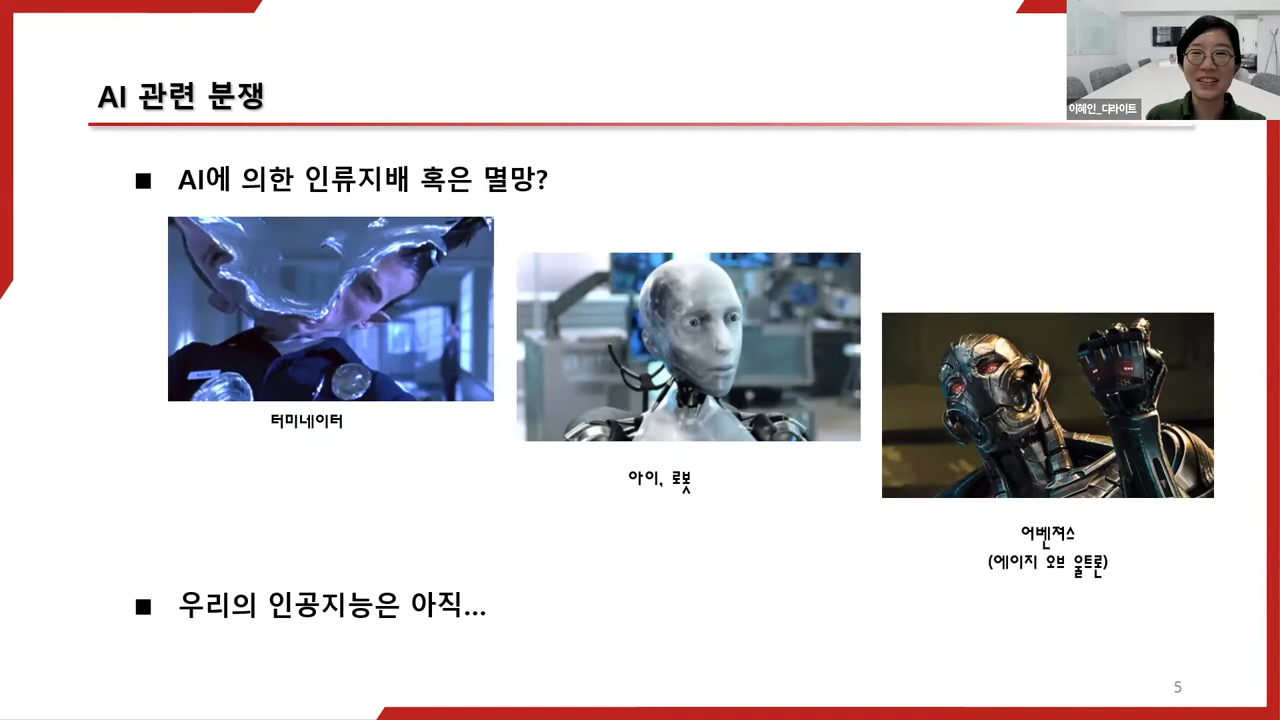 AI 관련 분쟁
이혜인_디라이트
■ AI에 의한 인류지배 혹은 멸망?
터미네이터
아이, 로봇
어벤져스
(에이지 오브 울트론)
■ 우리의 인공지능은 아직...
5